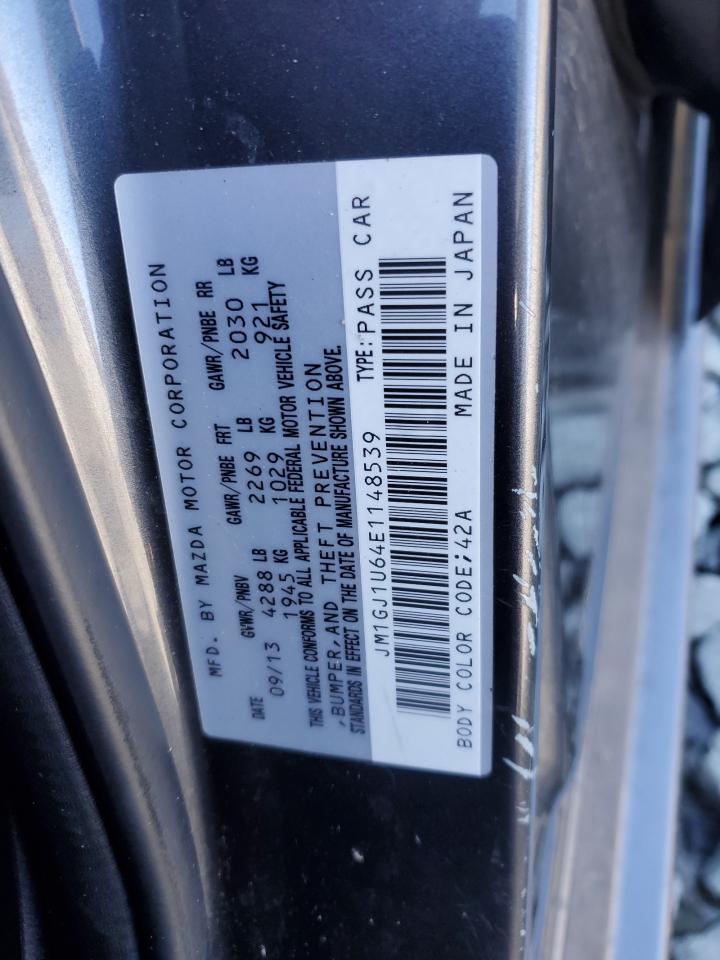 MFD. BY MAZDA MOTOR CORPORATION
DATE GVWR/PNBV GAWR/PNBE FRT GAWR/PNBE RR
09/13 4288 LB 2269 LB 2030 LB
1945 KG 1029 KG 921 KG
THIS VEHICLE CONFORMS TO ALL APPLICABLE FEDERAL MOTOR VEHICLE SAFETY
,BUMPER,AND THEFT PREVENTION
STANDARDS IN EFFECT ON THE DATE OF MANUFACTURE SHOWN ABOVE
JM1GJ1U64E1148539 TYPE:PASS CAR
BODY COLOR CODE;42A MADE IN JAPAN